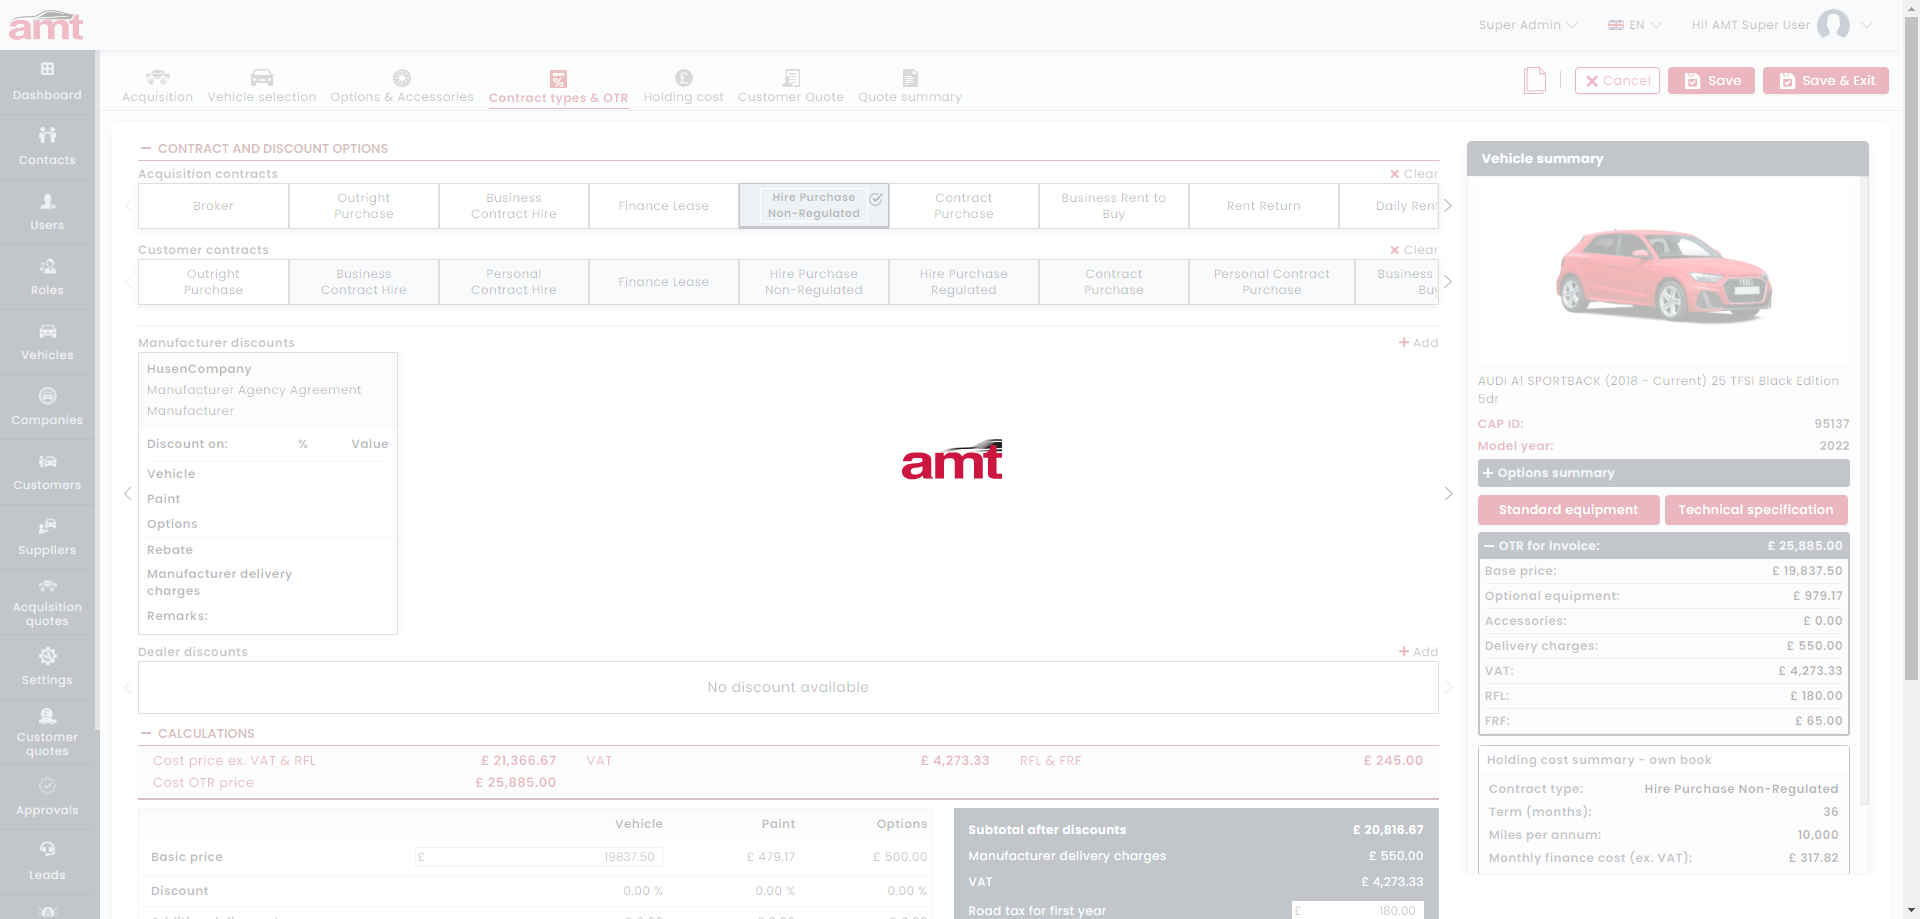 amt
Super Admin
EN
Hi! AMT Super User
Dashboard
Contacts
Users
Roles
Vehicles
Companies
Customers
Suppliers
Acquisition
quotes
Settings
Customer
quotes
Approvals
Leads
Acquisition
Vehicle selection
Options & Accessories
Contract types & OTR
Holding cost
Customer Quote
Quote summary
Cancel
Save
Save & Exit
CONTRACT AND DISCOUNT OPTIONS
Acquisition contracts
Clear
Broker
Outright
Purchase
Business
Contract Hire
Finance Lease
Hire Purchase
Non-Regulated
Contract
Purchase
Business Rent to
Buy
Rent Return
Daily Ren
Customer contracts
Clear
Outright
Purchase
Business
Contract Hire
Personal
Contract Hire
Finance Lease
Hire Purchase
Non-Regulated
Hire Purchase
Regulated
Contract
Purchase
Personal Contract
Purchase
Business
Buy
Manufacturer discounts
Add
HusenCompany
Manufacturer Agency Agreement
Manufacturer
Discount on: % Value
Vehicle
Paint
Options
Rebate
Manufacturer delivery
charges
Remarks:
amt
Dealer discounts
Add
No discount available
CALCULATIONS
Cost price ex. VAT & RFL £ 21,366.67 VAT £ 4,273.33 RFL & FRF £ 245.00
Cost OTR price £ 25,885.00
Vehicle Paint Options
Basic price £ 19837.50 £ 479.17 £ 500.00
Discount 0.00 % 0.00 % 0.00 %
Subtotal after discounts £ 20,816.67
Manufacturer delivery charges £ 550.00
VAT £ 4,273.33
Road tax for first year £ 180.00
Vehicle summary
AUDI A1 SPORTBACK (2018 - Current) 25 TFSI Black Edition
5dr
CAP ID: 95137
Model year: 2022
Options summary
Standard equipment
Technical specification
OTR for invoice: £ 25,885.00
Base price: £ 19,837.50
Optional equipment: £ 979.17
Accessories: £ 0.00
Delivery charges: £ 550.00
VAT: £ 4,273.33
RFL: £ 180.00
FRF: £ 65.00
Holding cost summary - own book
Contract type: Hire Purchase Non-Regulated
Term (months): 36
Miles per annum: 10,000
Monthly finance cost (ex. VAT): £ 317.82